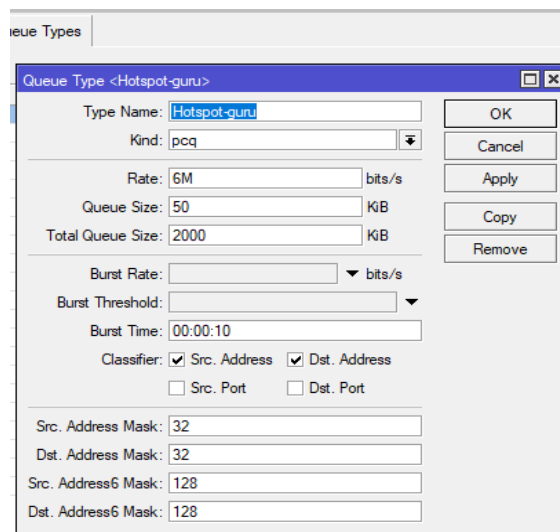 eue Types
Queue Type <Hotspot-guru>
Type Name: Hotspot-guru
OK
Kind: pcq
Cancel
Rate: 6M bits/s
Apply
Queue Size: 50 KiB
Copy
Total Queue Size: 2000 KiB
Remove
Burst Rate: bits/s
Burst Threshold:
Burst Time: 00:00:10
Classifier: Src. Address Dst. Address
Src. Port Dst. Port
Src. Address Mask: 32
Dst. Address Mask: 32
Src. Address6 Mask: 128
Dst. Address6 Mask: 128